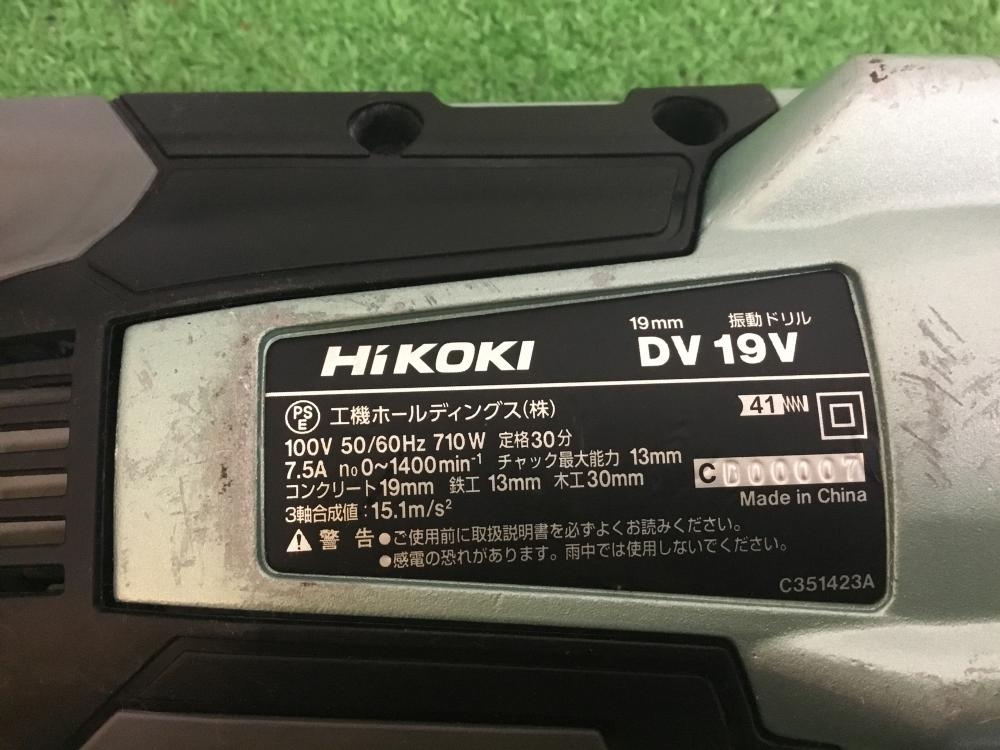 HiKOKI
19mm 振動ドリル
DV 19V
PSE 工機ホールディングス(株)
41
100V 50/60Hz 710W 定格30分
7.5A n₀ 0~1400min⁻¹ チャック最大能力 13mm
コンクリート19mm 鉄工 13mm 木工30mm
C B000007
3軸合成値:15.1m/s²
Made in China
警告 ●ご使用前に取扱説明書を必ずよくお読みください。
●感電の恐れがあります。雨中では使用しないでください。
C351423A